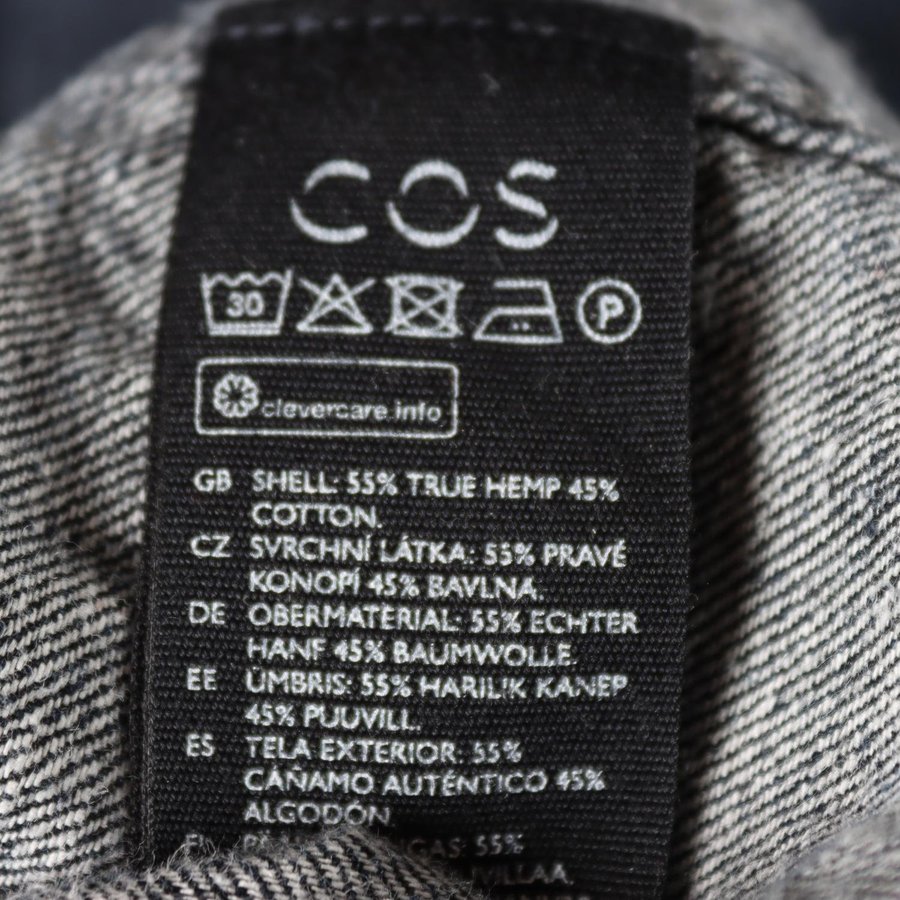 COS
30
P
clevercare.info
GB SHELL: 55% TRUE HEMP 45%
COTTON.
CZ SVRCHNÍ LÁTKA: 55% PRAVÉ
KONOPÍ 45% BAVLNA.
DE OBERMATERIAL: 55% ECHTER
HANF 45% BAUMWOLLE.
EE ÜMBRIS: 55% HARILIK KANEP
45% PUUVILL.
ES TELA EXTERIOR: 55%
CÁÑAMO AUTÉNTICO 45%
ALGODÓN
55%